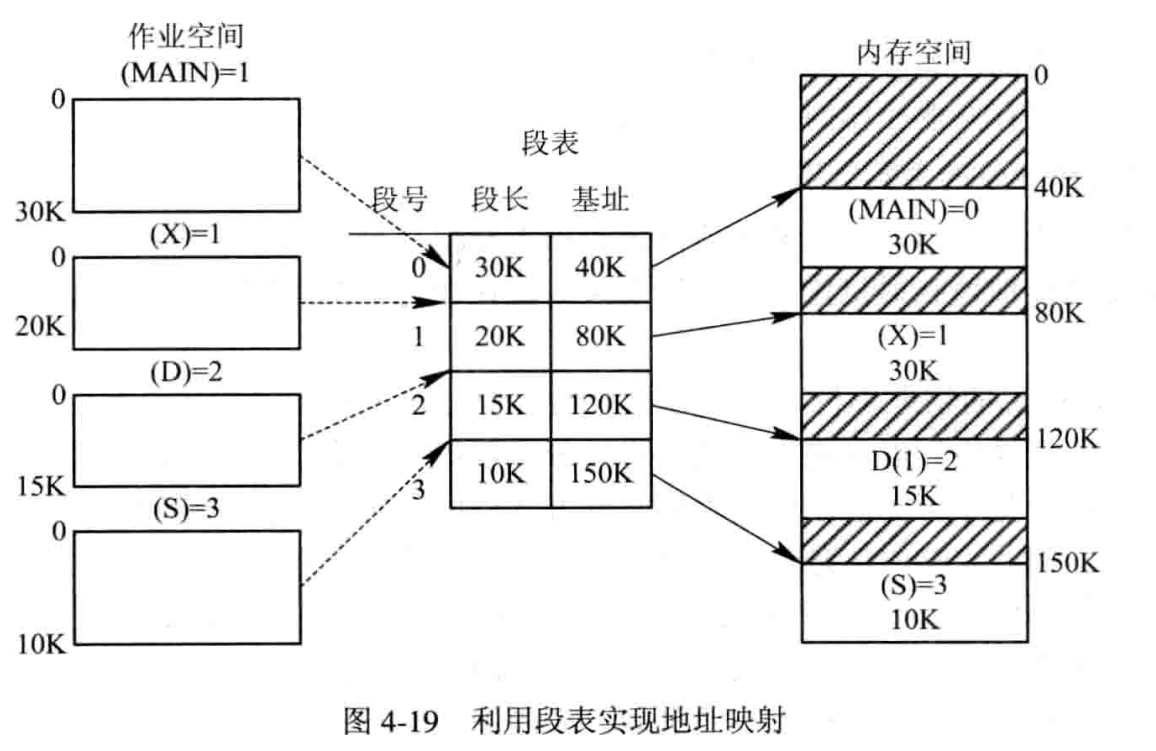 作业空间
(MAIN)=1
0
30K
(X)=1
0
20K
(D)=2
0
15K
(S)=3
0
10K
段表
段号 段长 基址
0 30K 40K
1 20K 80K
2 15K 120K
3 10K 150K
内存空间
0
40K
(MAIN)=0
30K
80K
(X)=1
30K
120K
D(1)=2
15K
150K
(S)=3
10K
图 4-19 利用段表实现地址映射